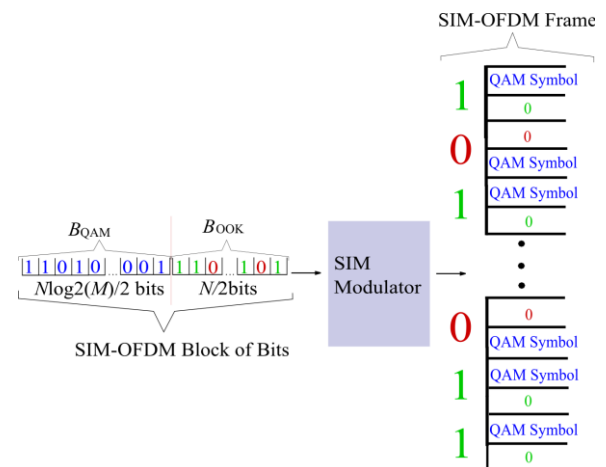 SIM-OFDM Frame
1
QAM Symbol
0
0
0
QAM Symbol
1
QAM Symbol
0
BQAM
BOOK
1 1 0 1 0 ... 0 0 1 1 1 0 ... 1 0 1
Nlog2(M)/2 bits
N/2bits
SIM-OFDM Block of Bits
SIM
Modulator
0
0
QAM Symbol
1
QAM Symbol
0
1
QAM Symbol
0